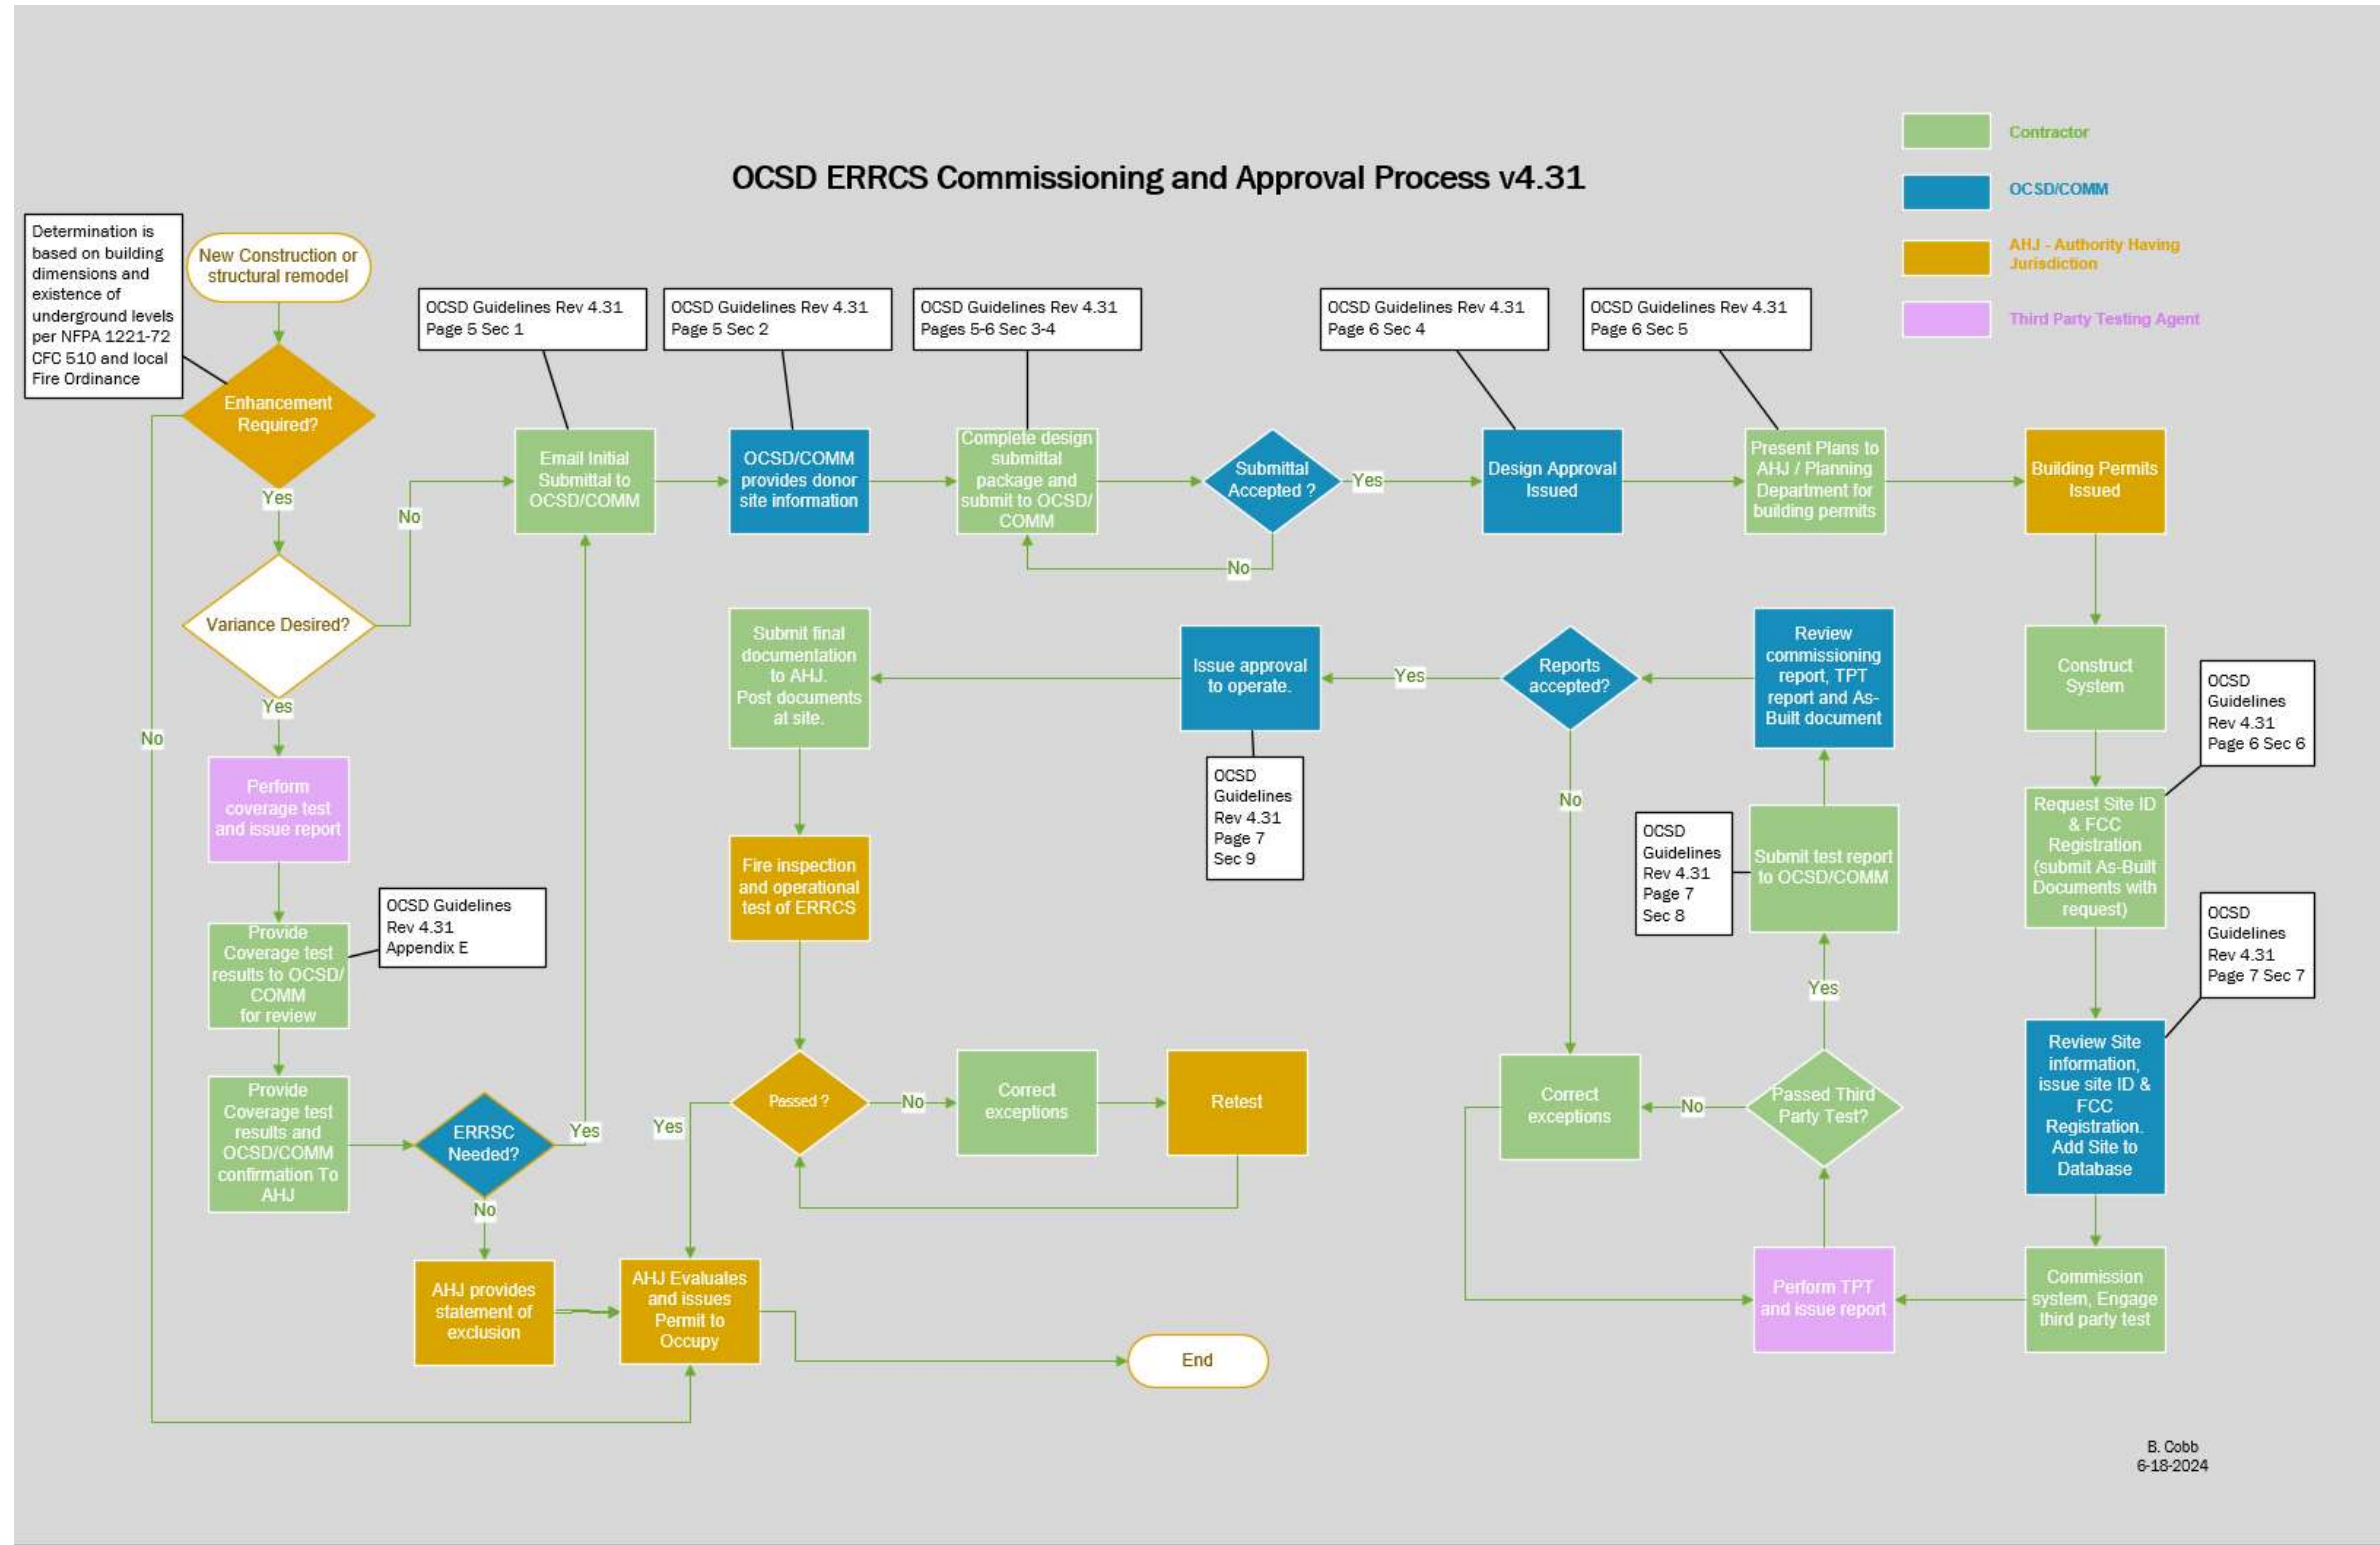 OCSD ERRCS Commissioning and Approval Process v4.31
Contractor
OCSD/COMM
AHJ - Authority Having
Jurisdiction
Third Party Testing Agent
Determination is
based on building
dimensions and
existence of
underground levels
per NFPA 1221-72
CFC 510 and local
Fire Ordinance
New Construction or
structural remodel
Enhancement
Required?
Yes
No
Variance Desired?
No
Yes
Perform
coverage test
and issue report
Provide
Coverage test
results to OCSD/
COMM
for review
OCSD Guidelines
Rev 4.31
Appendix E
Provide
Coverage test
results and
OCSD/COMM
confirmation To
AHJ
ERRSC
Needed?
Yes
No
AHJ provides
statement of
exclusion
OCSD Guidelines Rev 4.31
Page 5 Sec 1
Email Initial
Submittal to
OCSD/COMM
OCSD Guidelines Rev 4.31
Page 5 Sec 2
OCSD/COMM
provides donor
site information
OCSD Guidelines Rev 4.31
Pages 5-6 Sec 3-4
Complete design
submittal
package and
submit to OCSD/
COMM
Submittal
Accepted ?
Yes
No
OCSD Guidelines Rev 4.31
Page 6 Sec 4
Design Approval
Issued
OCSD Guidelines Rev 4.31
Page 6 Sec 5
Present Plans to
AHJ / Planning
Department for
building permits
Building Permits
Issued
Construct
System
OCSD
Guidelines
Rev 4.31
Page 6 Sec 6
Request Site ID
& FCC
Registration
(submit As-Built
Documents with
request)
OCSD
Guidelines
Rev 4.31
Page 7 Sec 7
Review Site
information,
issue site ID &
FCC
Registration.
Add Site to
Database
Commission
system, Engage
third party test
Perform TPT
and issue report
Passed Third
Party Test?
No
Yes
Correct
exceptions
Submit test report
to OCSD/COMM
OCSD
Guidelines
Rev 4.31
Page 7
Sec 8
Review
commissioning
report, TPT
report and As-
Built document
Reports
accepted?
No
Yes
Issue approval
to operate.
OCSD
Guidelines
Rev 4.31
Page 7
Sec 9
Submit final
documentation
to AHJ.
Post documents
at site.
Fire inspection
and operational
test of ERRCS
Passed ?
No
Correct
exceptions
Retest
Yes
AHJ Evaluates
and issues
Permit to
Occupy
End
B. Cobb
6-18-2024